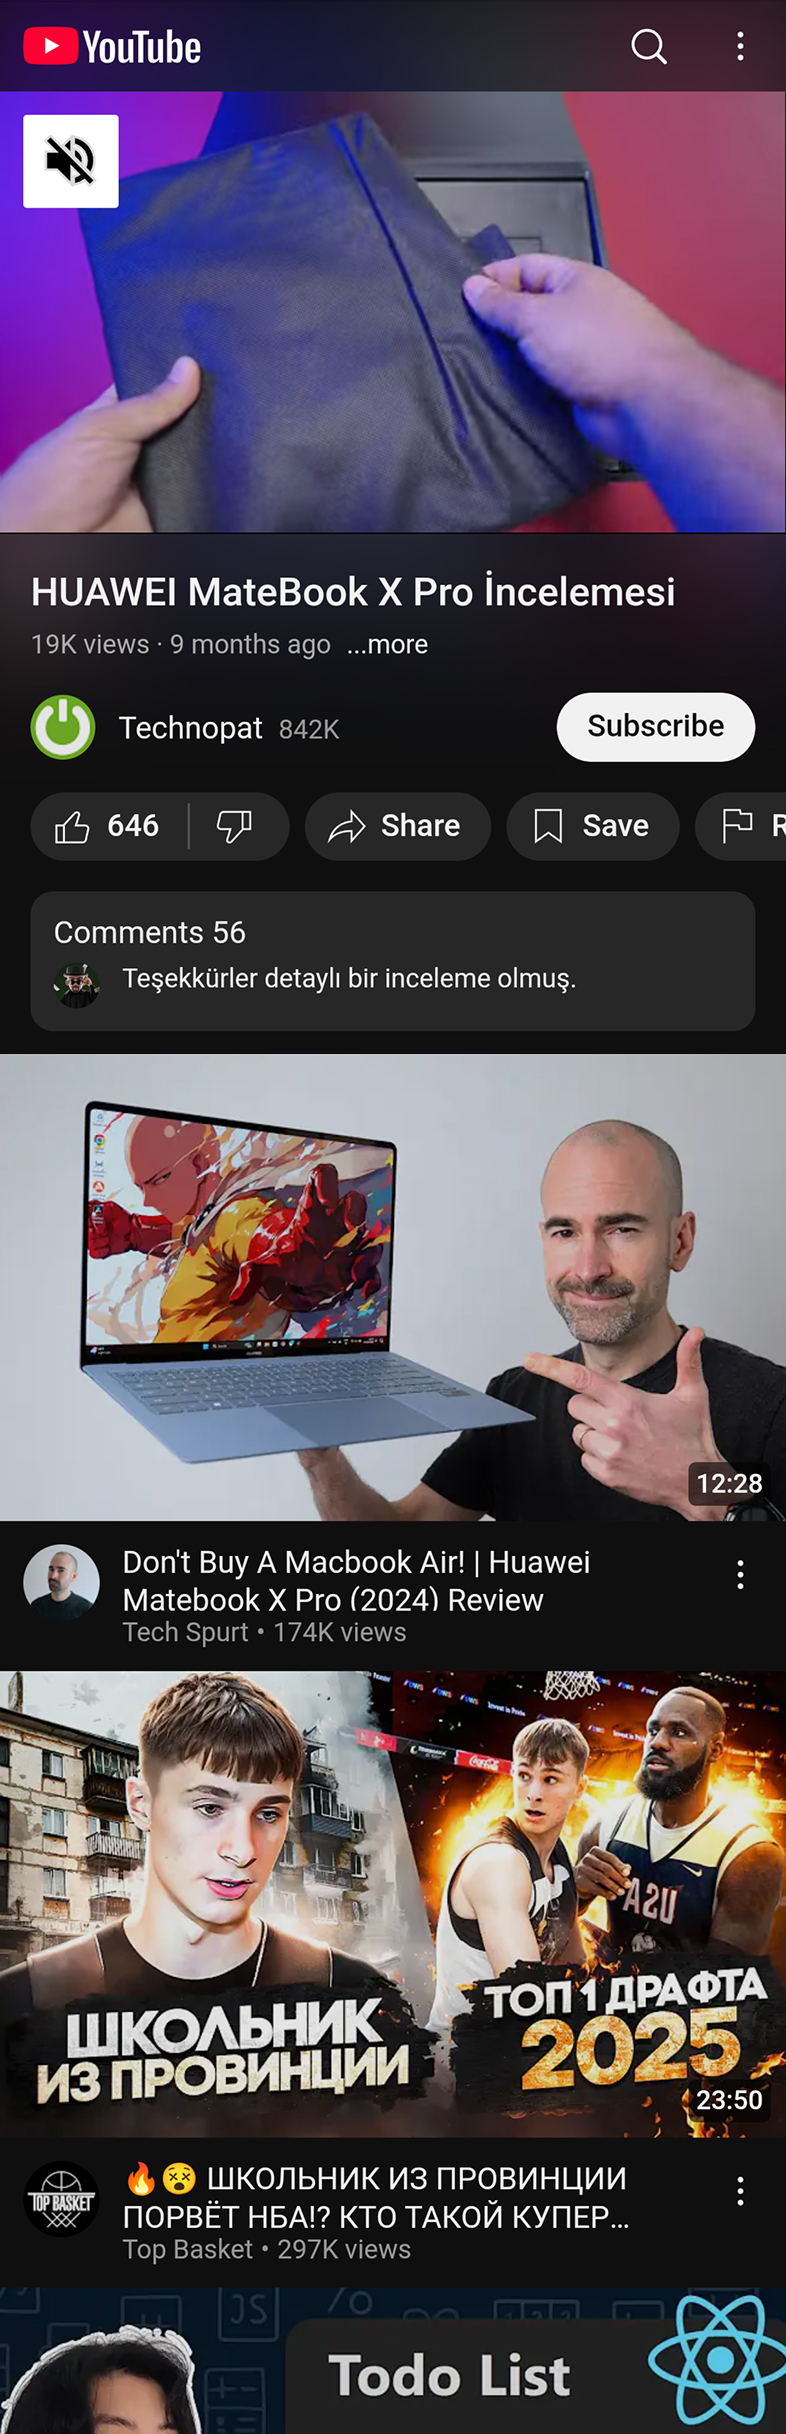 YouTube
HUAWEI MateBook X Pro İncelemesi
19K views · 9 months ago ...more
Technopat 842K
Subscribe
646
Share
Save
R
Comments 56
Teşekkürler detaylı bir inceleme olmuş.
12:28
Don't Buy A Macbook Air! | Huawei
Matebook X Pro (2024) Review
Tech Spurt • 174K views
Coca-Cola
A2U
ШКОЛЬНИК
ИЗ ПРОВИНЦИИ
ТОП 1 ДРАФТА
2025
23:50
TOP BASKET
🔥😵 ШКОЛЬНИК ИЗ ПРОВИНЦИИ
ПОРВЁТ НБА!? КТО ТАКОЙ КУПЕР...
Top Basket • 297K views
JS
Todo List